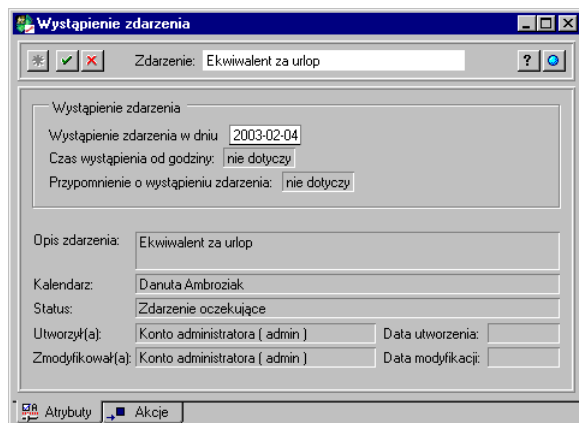 Wystąpienie zdarzenia
Zdarzenie: Ekwiwalent za urlop ?
Wystąpienie zdarzenia
Wystąpienie zdarzenia w dniu 2003-02-04
Czas wystąpienia od godziny: nie dotyczy
Przypomnienie o wystąpieniu zdarzenia: nie dotyczy
Opis zdarzenia: Ekwiwalent za urlop
Kalendarz: Danuta Ambroziak
Status: Zdarzenie oczekujące
Utworzył(a): Konto administratora ( admin ) Data utworzenia:
Zmodyfikował(a): Konto administratora ( admin ) Data modyfikacji:
Atrybuty Akcje